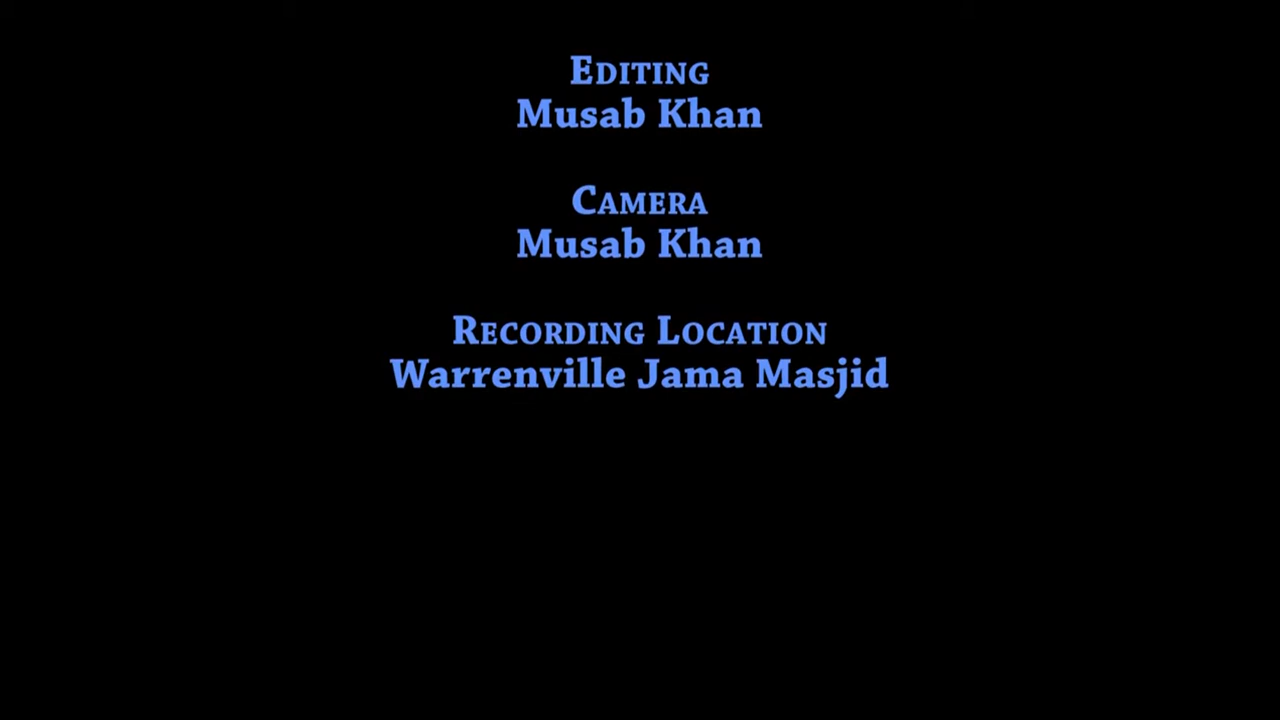 Editing
Musab Khan
Camera
Musab Khan
Recording Location
Warrenville Jama Masjid